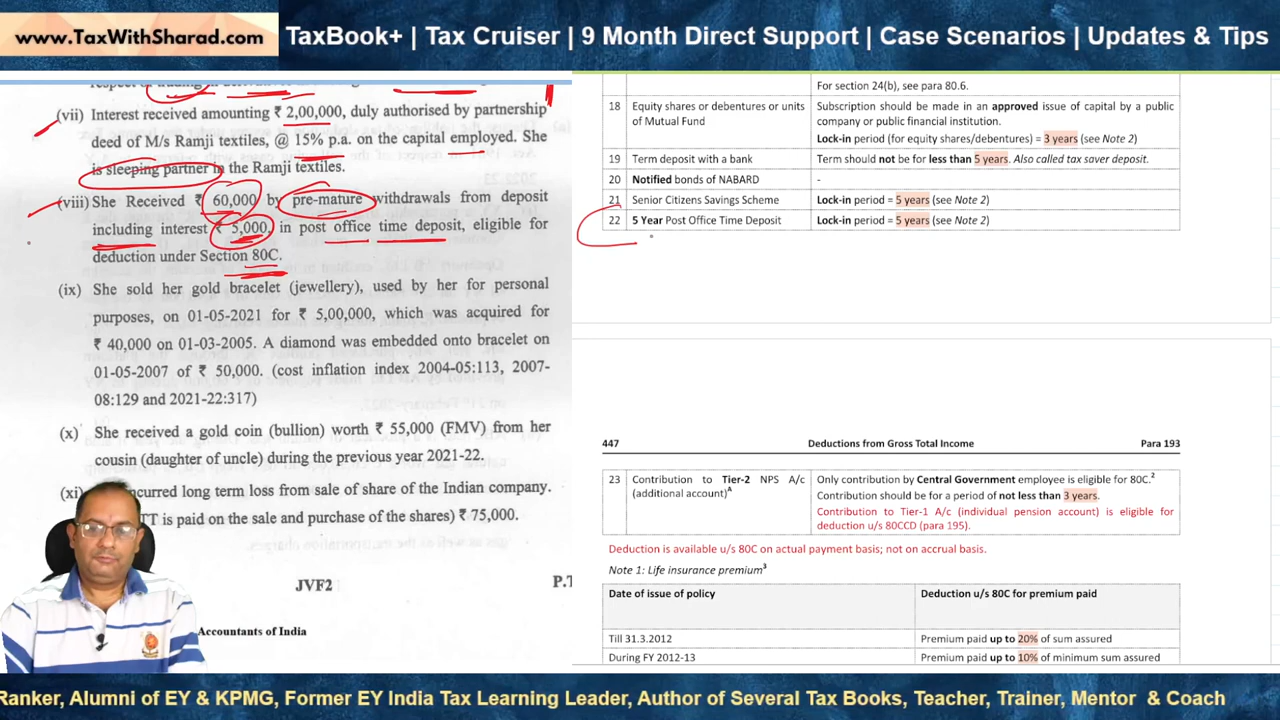 www.TaxWithSharad.com
TaxBook+ | Tax Cruiser | 9 Month Direct Support | Case Scenarios | Updates & Tips
(vii) Interest received amounting ₹ 2,00,000, duly authorised by partnership
deed of M/s Ramji textiles, @ 15% p.a. on the capital employed. She
is sleeping partner in the Ramji textiles.
(viii) She Received ₹ 60,000 by pre-mature withdrawals from deposit
including interest ₹ 5,000, in post office time deposit, eligible for
deduction under Section 80C.
(ix) She sold her gold bracelet (jewellery), used by her for personal
purposes, on 01-05-2021 for ₹ 5,00,000, which was acquired for
₹ 40,000 on 01-03-2005. A diamond was embedded onto bracelet on
01-05-2007 of ₹ 50,000. (cost inflation index 2004-05:113, 2007-
08:129 and 2021-22:317)
(x) She received a gold coin (bullion) worth ₹ 55,000 (FMV) from her
cousin (daughter of uncle) during the previous year 2021-22.
(xi) incurred long term loss from sale of share of the Indian company.
TT is paid on the sale and purchase of the shares) ₹ 75,000.
JVF2
P.T
Accountants of India
For section 24(b), see para 80.6.
18 Equity shares or debentures or units of Mutual Fund Subscription should be made in an approved issue of capital by a public
company or public financial institution.
Lock-in period (for equity shares/debentures) = 3 years (see Note 2)
19 Term deposit with a bank Term should not be for less than 5 years. Also called tax saver deposit.
20 Notified bonds of NABARD -
21 Senior Citizens Savings Scheme Lock-in period = 5 years (see Note 2)
22 5 Year Post Office Time Deposit Lock-in period = 5 years (see Note 2)
447 Deductions from Gross Total Income Para 193
23 Contribution to Tier-2 NPS A/c (additional account)A Only contribution by Central Government employee is eligible for 80C.2
Contribution should be for a period of not less than 3 years.
Contribution to Tier-1 A/c (individual pension account) is eligible for
deduction u/s 80CCD (para 195).
Deduction is available u/s 80C on actual payment basis; not on accrual basis.
Note 1: Life insurance premium3
Date of issue of policy Deduction u/s 80C for premium paid
Till 31.3.2012 Premium paid up to 20% of sum assured
During FY 2012-13 Premium paid up to 10% of minimum sum assured
Ranker, Alumni of EY & KPMG, Former EY India Tax Learning Leader, Author of Several Tax Books, Teacher, Trainer, Mentor & Coach